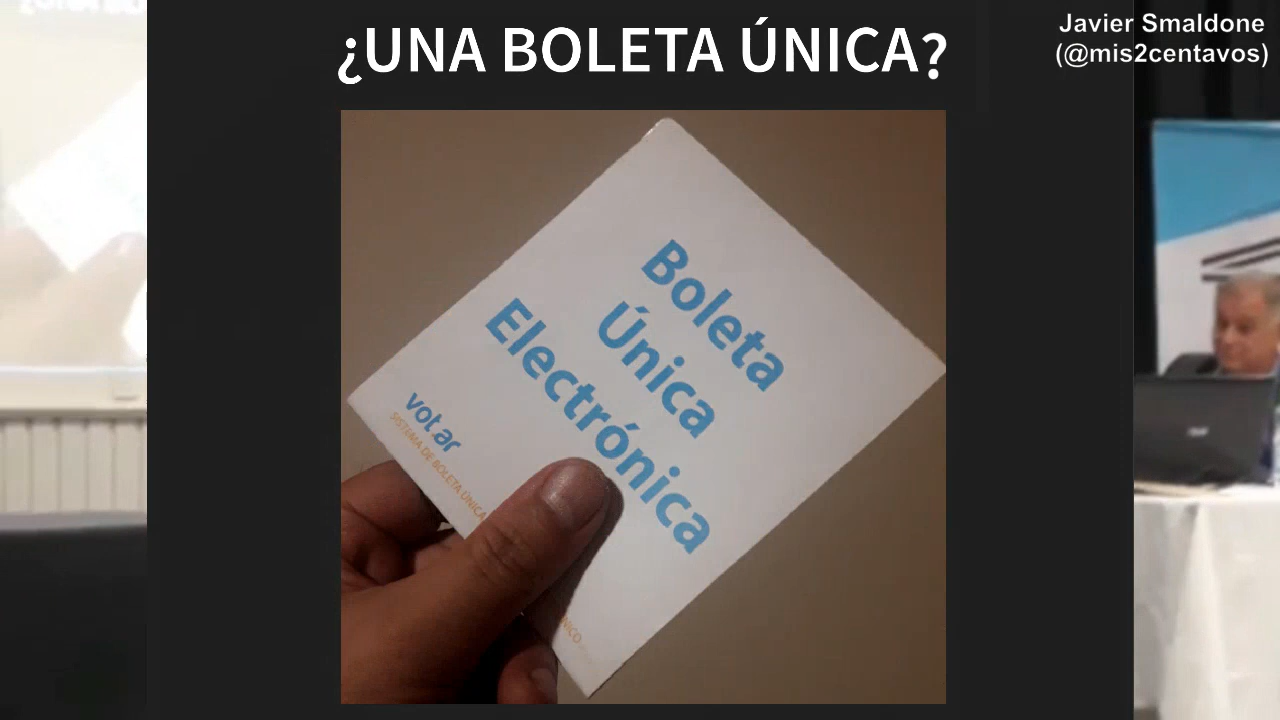 ¿UNA BOLETA ÚNICA?
Javier Smaldone
(@mis2centavos)
Boleta
Única
Electrónica
vot.ar
SISTEMA DE BOLETA ÚNICA